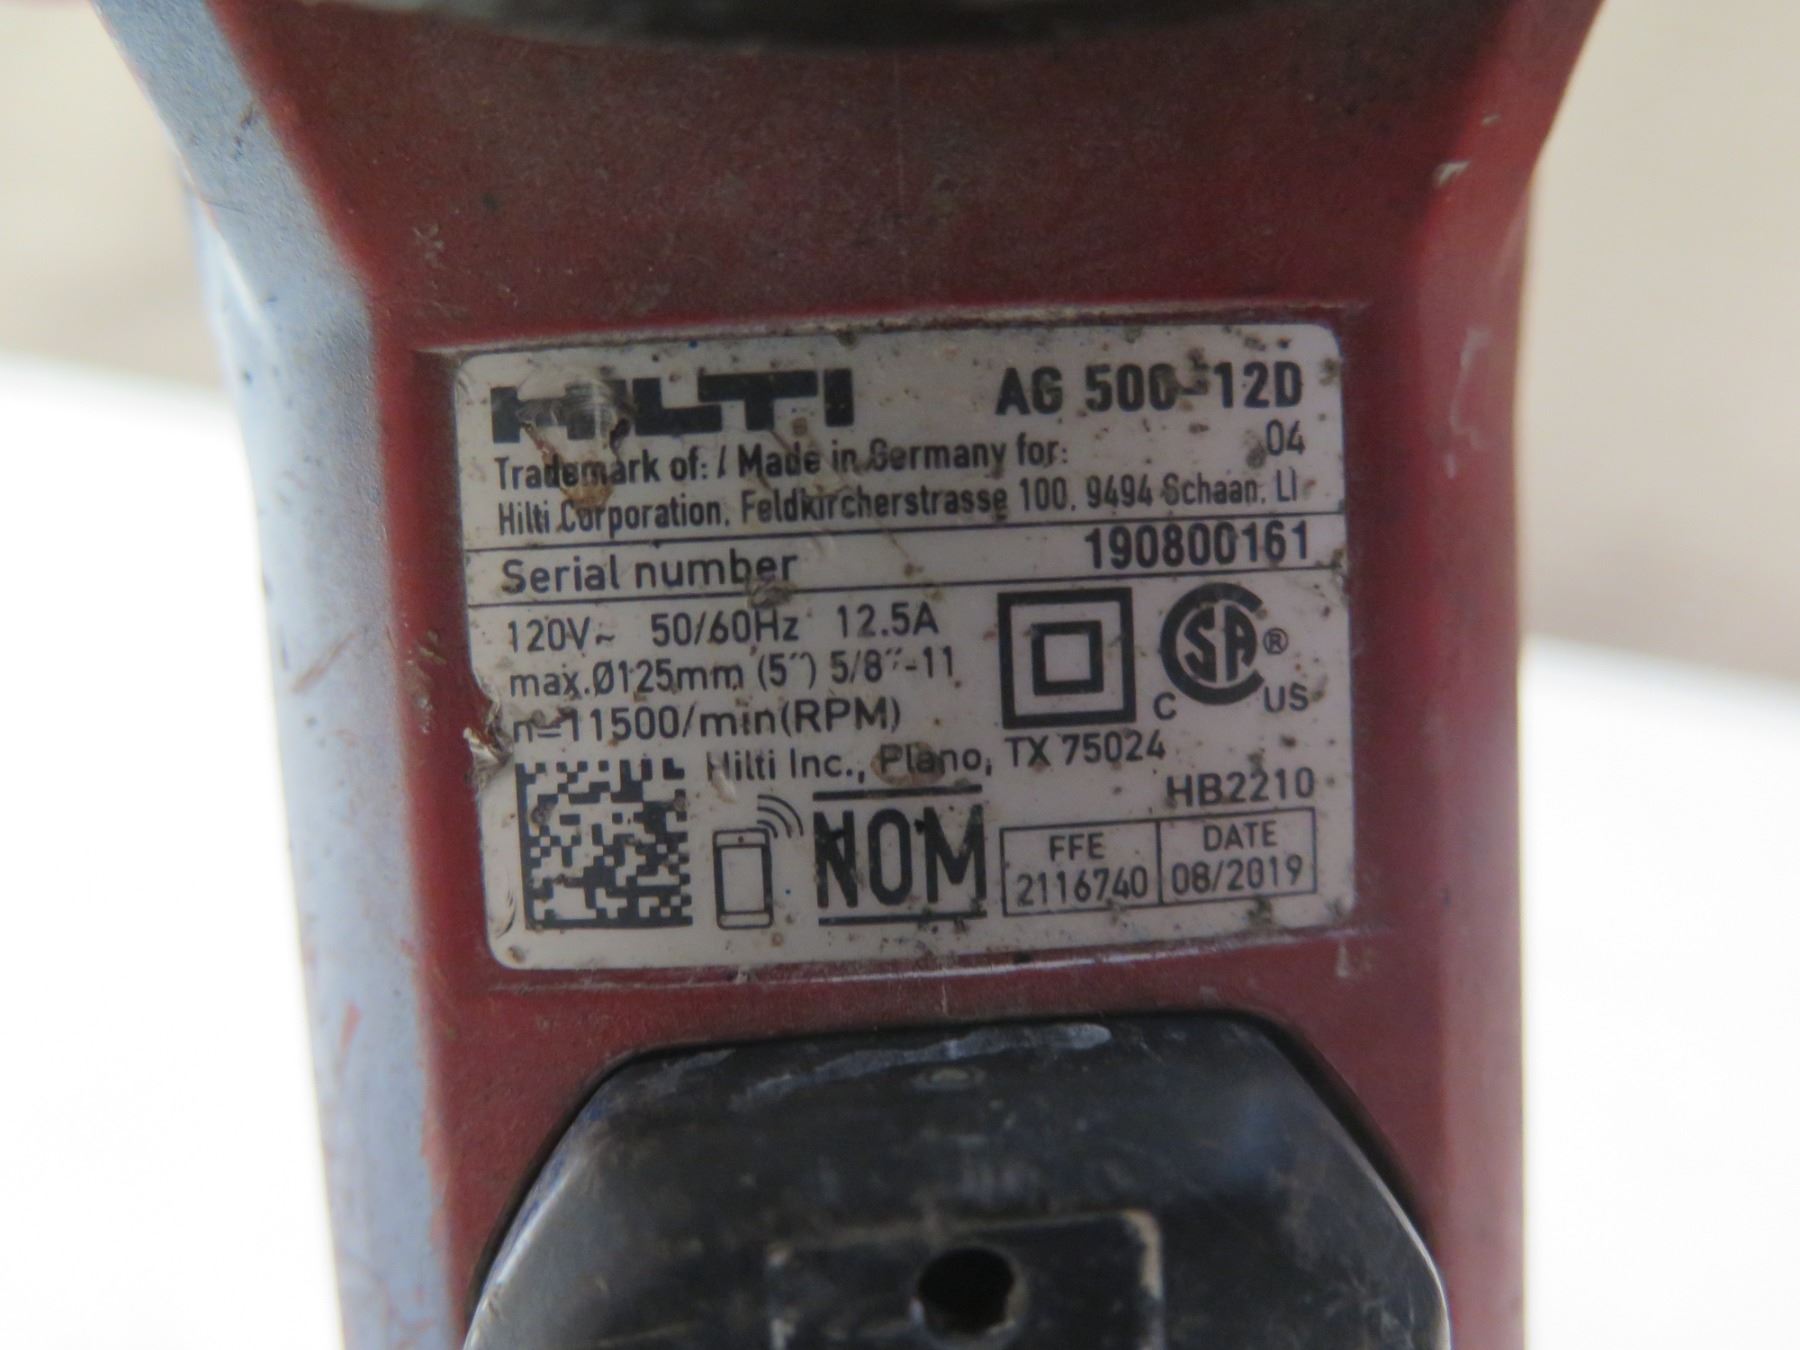 HILTI AG 500-12D
Trademark of: / Made in Germany for: 04
Hilti Corporation, Feldkircherstrasse 100, 9494 Schaan, LI
Serial number 190800161
120V~ 50/60Hz 12.5A
max.Ø125mm (5˝) 5/8˝-11
n=11500/min(RPM)
CSA® C US
Hilti Inc., Plano, TX 75024
HB2210
NOM
FFE DATE
2116740 08/2019